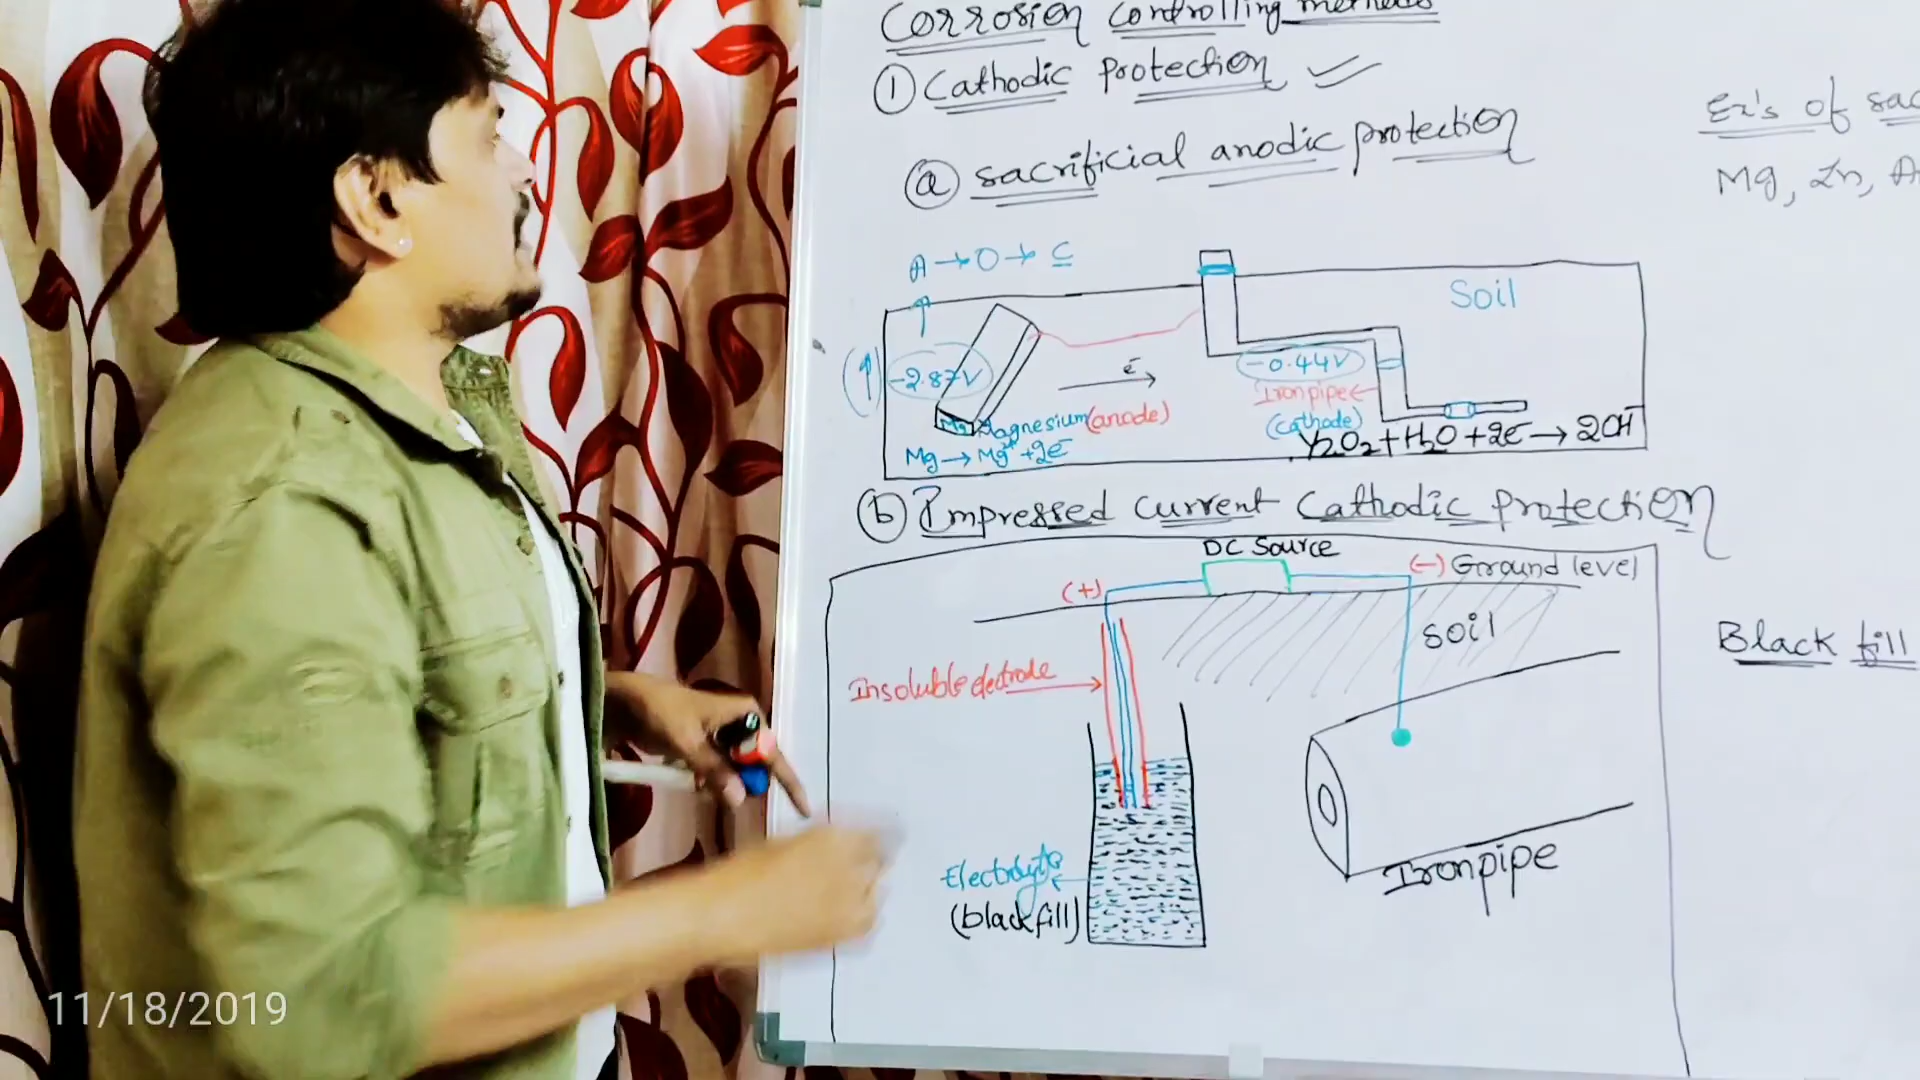 Corrosion controlling methods
① Cathodic protection
ⓐ sacrificial anodic protection
Ex's of sac
Mg, Zn, A
A → O → C
Soil
-2.87V
e⁻
-0.44V
Iron pipe
(cathode)
Mg
Magnesium (anode)
Mg → Mg²⁺ + 2e⁻
½O₂ + H₂O + 2e⁻ → 2OH⁻
ⓑ Impressed current Cathodic protection
DC Source
(+)
(-) Ground level
Soil
Black fill
Insoluble electrode
Electrolyte
(black fill)
Iron pipe
11/18/2019